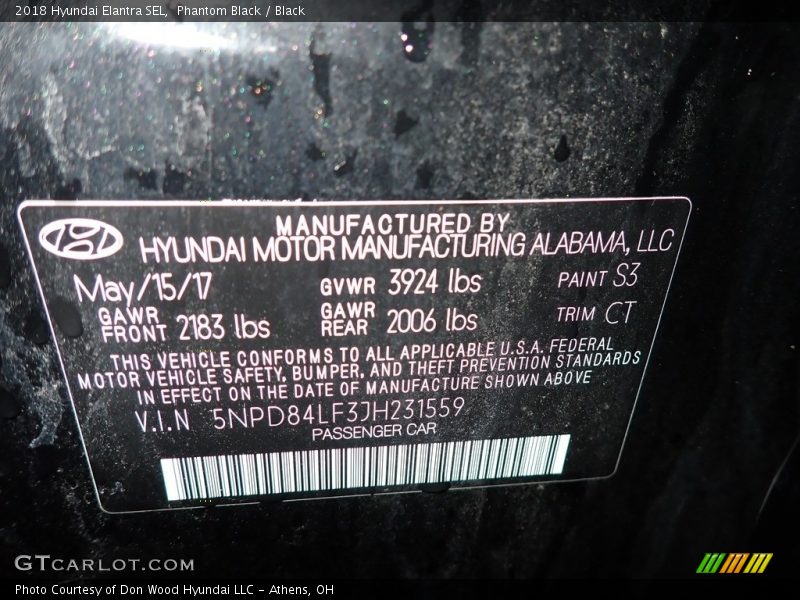 2018 Hyundai Elantra SEL,  Phantom Black / Black
MANUFACTURED BY
HYUNDAI MOTOR MANUFACTURING ALABAMA, LLC
May/15/17 GVWR 3924 lbs PAINT S3
GAWR FRONT 2183 lbs GAWR REAR 2006 lbs TRIM CT
THIS VEHICLE CONFORMS TO ALL APPLICABLE U.S.A. FEDERAL
MOTOR VEHICLE SAFETY, BUMPER, AND THEFT PREVENTION STANDARDS
IN EFFECT ON THE DATE OF MANUFACTURE SHOWN ABOVE
V.I.N 5NPD84LF3JH231559
PASSENGER CAR
GTCARLOT.COM
Photo Courtesy of Don Wood Hyundai LLC - Athens, OH